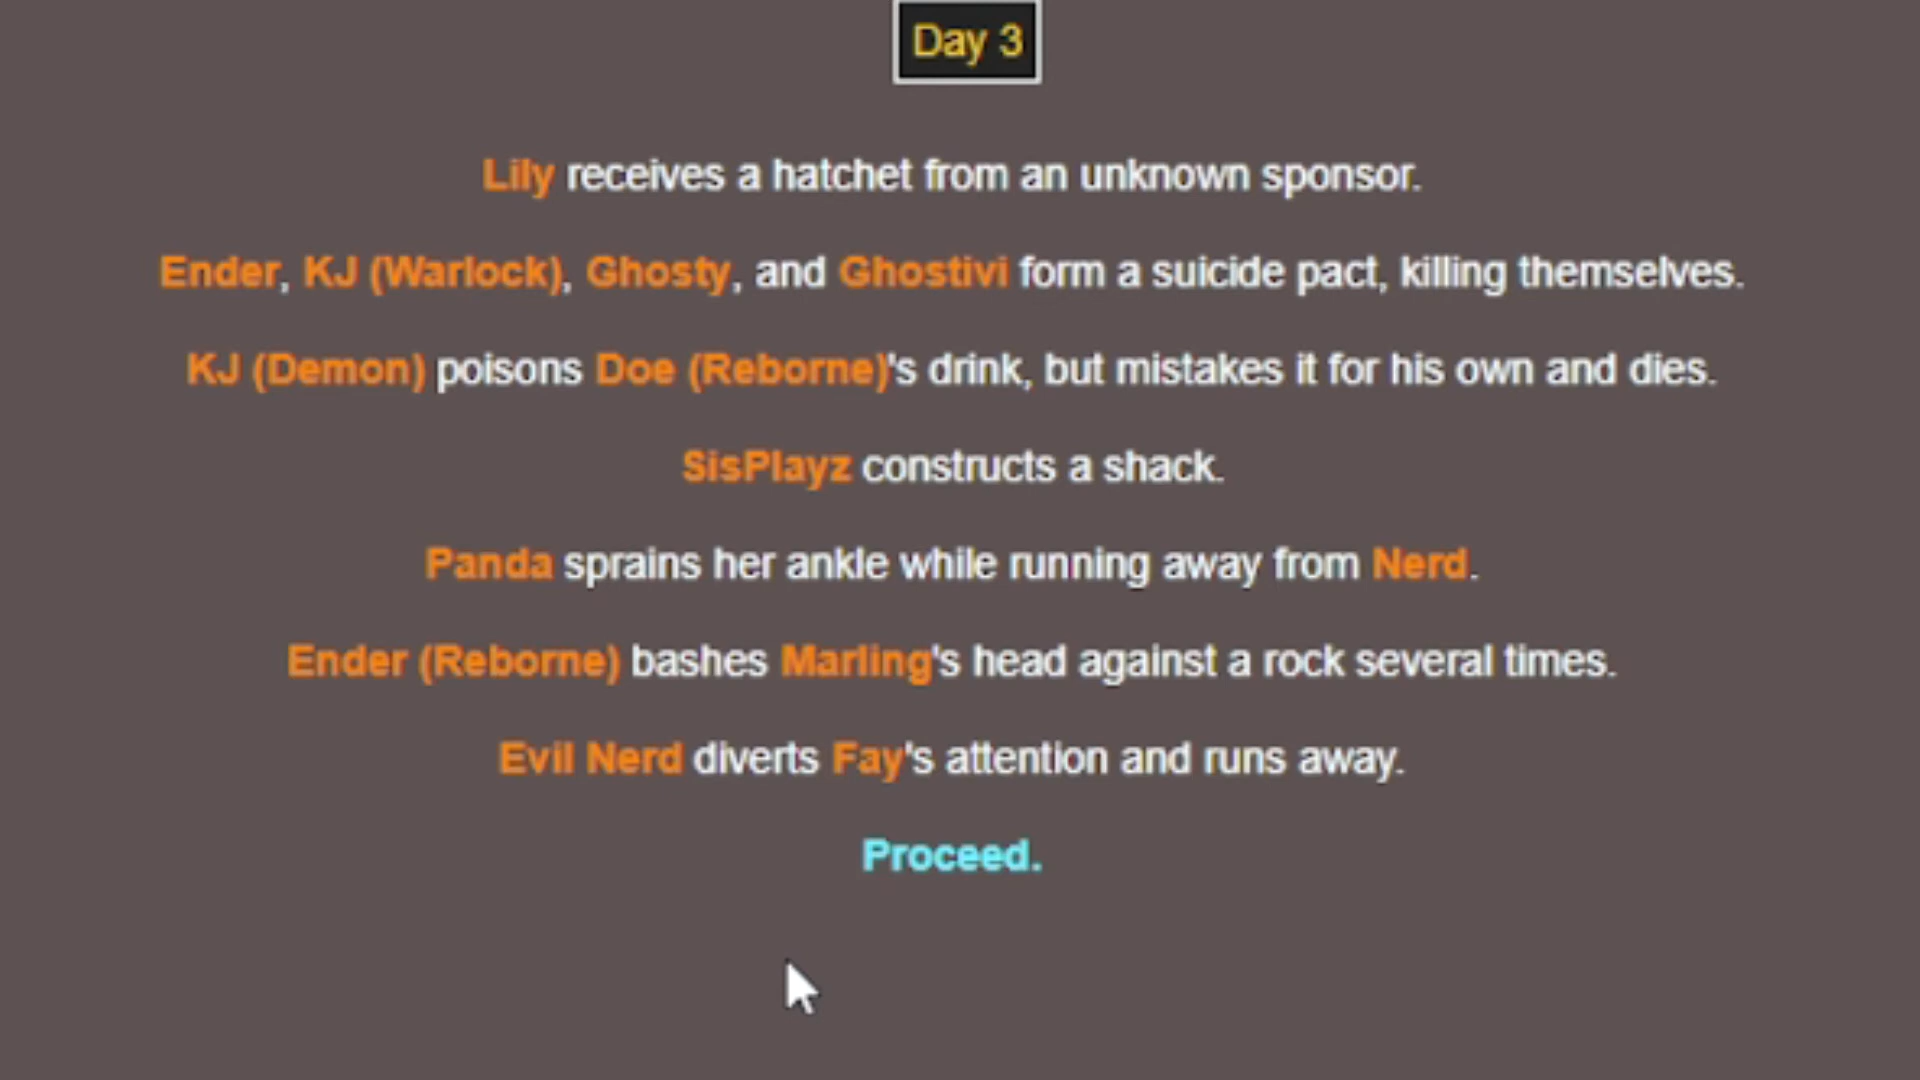 Day 3
Lily receives a hatchet from an unknown sponsor.
Ender, KJ (Warlock), Ghosty, and Ghostivi form a suicide pact, killing themselves.
KJ (Demon) poisons Doe (Reborne)'s drink, but mistakes it for his own and dies.
SisPlayz constructs a shack.
Panda sprains her ankle while running away from Nerd.
Ender (Reborne) bashes Marling's head against a rock several times.
Evil Nerd diverts Fay's attention and runs away.
Proceed.